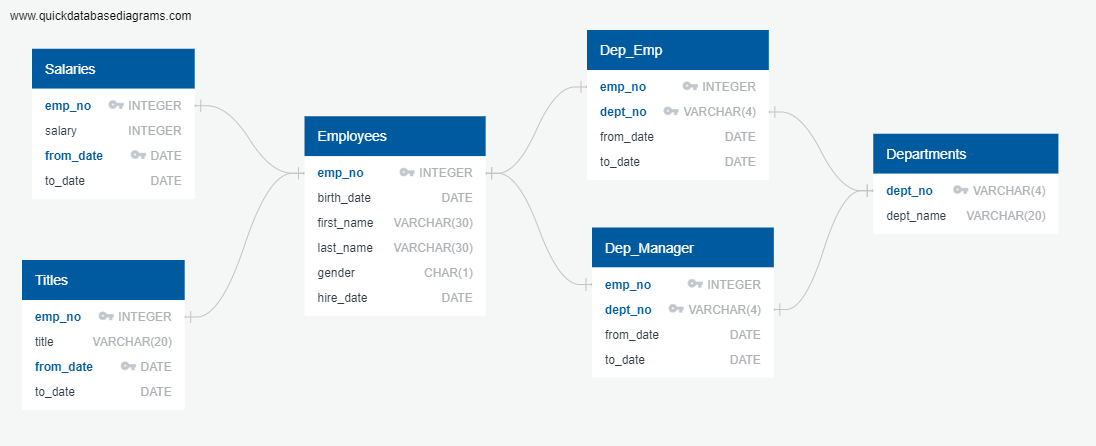 www.quickdatabasediagrams.com
Salaries
emp_no INTEGER
salary INTEGER
from_date DATE
to_date DATE
Titles
emp_no INTEGER
title VARCHAR(20)
from_date DATE
to_date DATE
Employees
emp_no INTEGER
birth_date DATE
first_name VARCHAR(30)
last_name VARCHAR(30)
gender CHAR(1)
hire_date DATE
Dep_Emp
emp_no INTEGER
dept_no VARCHAR(4)
from_date DATE
to_date DATE
Dep_Manager
emp_no INTEGER
dept_no VARCHAR(4)
from_date DATE
to_date DATE
Departments
dept_no VARCHAR(4)
dept_name VARCHAR(20)